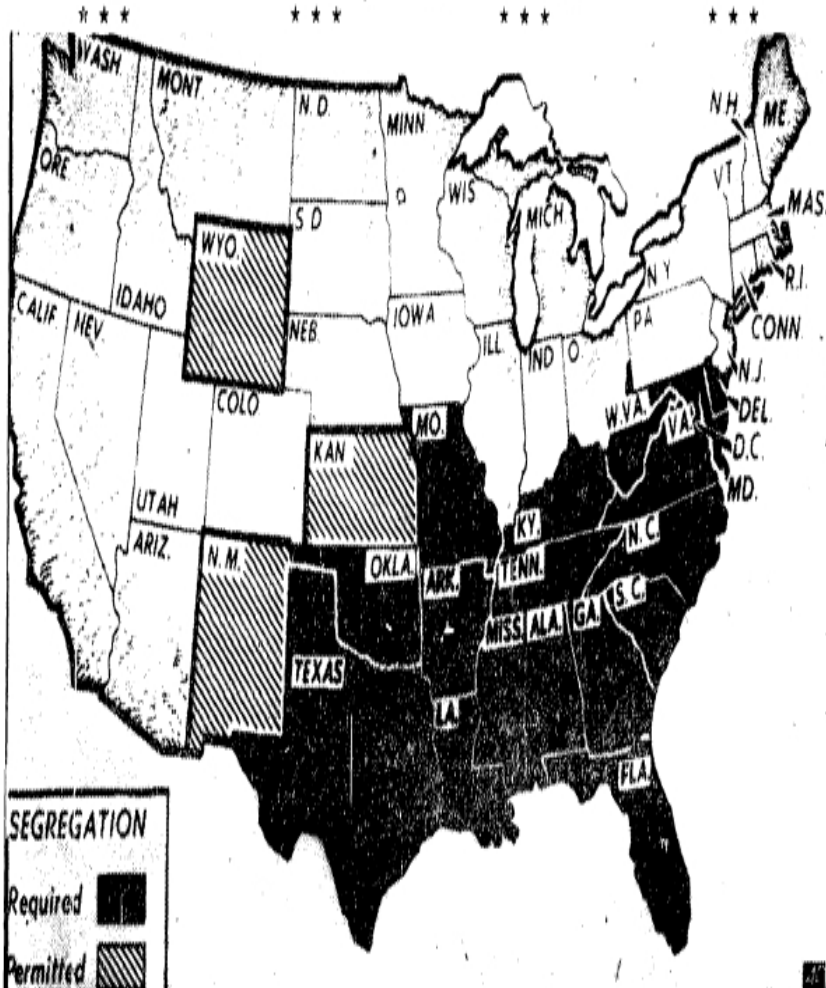 * * * * * * * * * * * *
WASH
MONT
N.D.
MINN
N.H.
ME.
ORE
WIS
MICH
VT
MAS.
S D
WYO.
IDAHO
N Y
R.I.
CALIF
NEV.
NEB
IOWA
ILL
IND
O
PA
CONN
N.J.
COLO
MO.
W.VA.
VA.
DEL.
D.C.
KAN
MD.
UTAH
ARIZ.
N.M.
OKLA.
ARK.
KY.
TENN.
N.C.
S.C.
MISS.
ALA.
GA.
TEXAS
LA.
FLA.
SEGREGATION
Required
Permitted